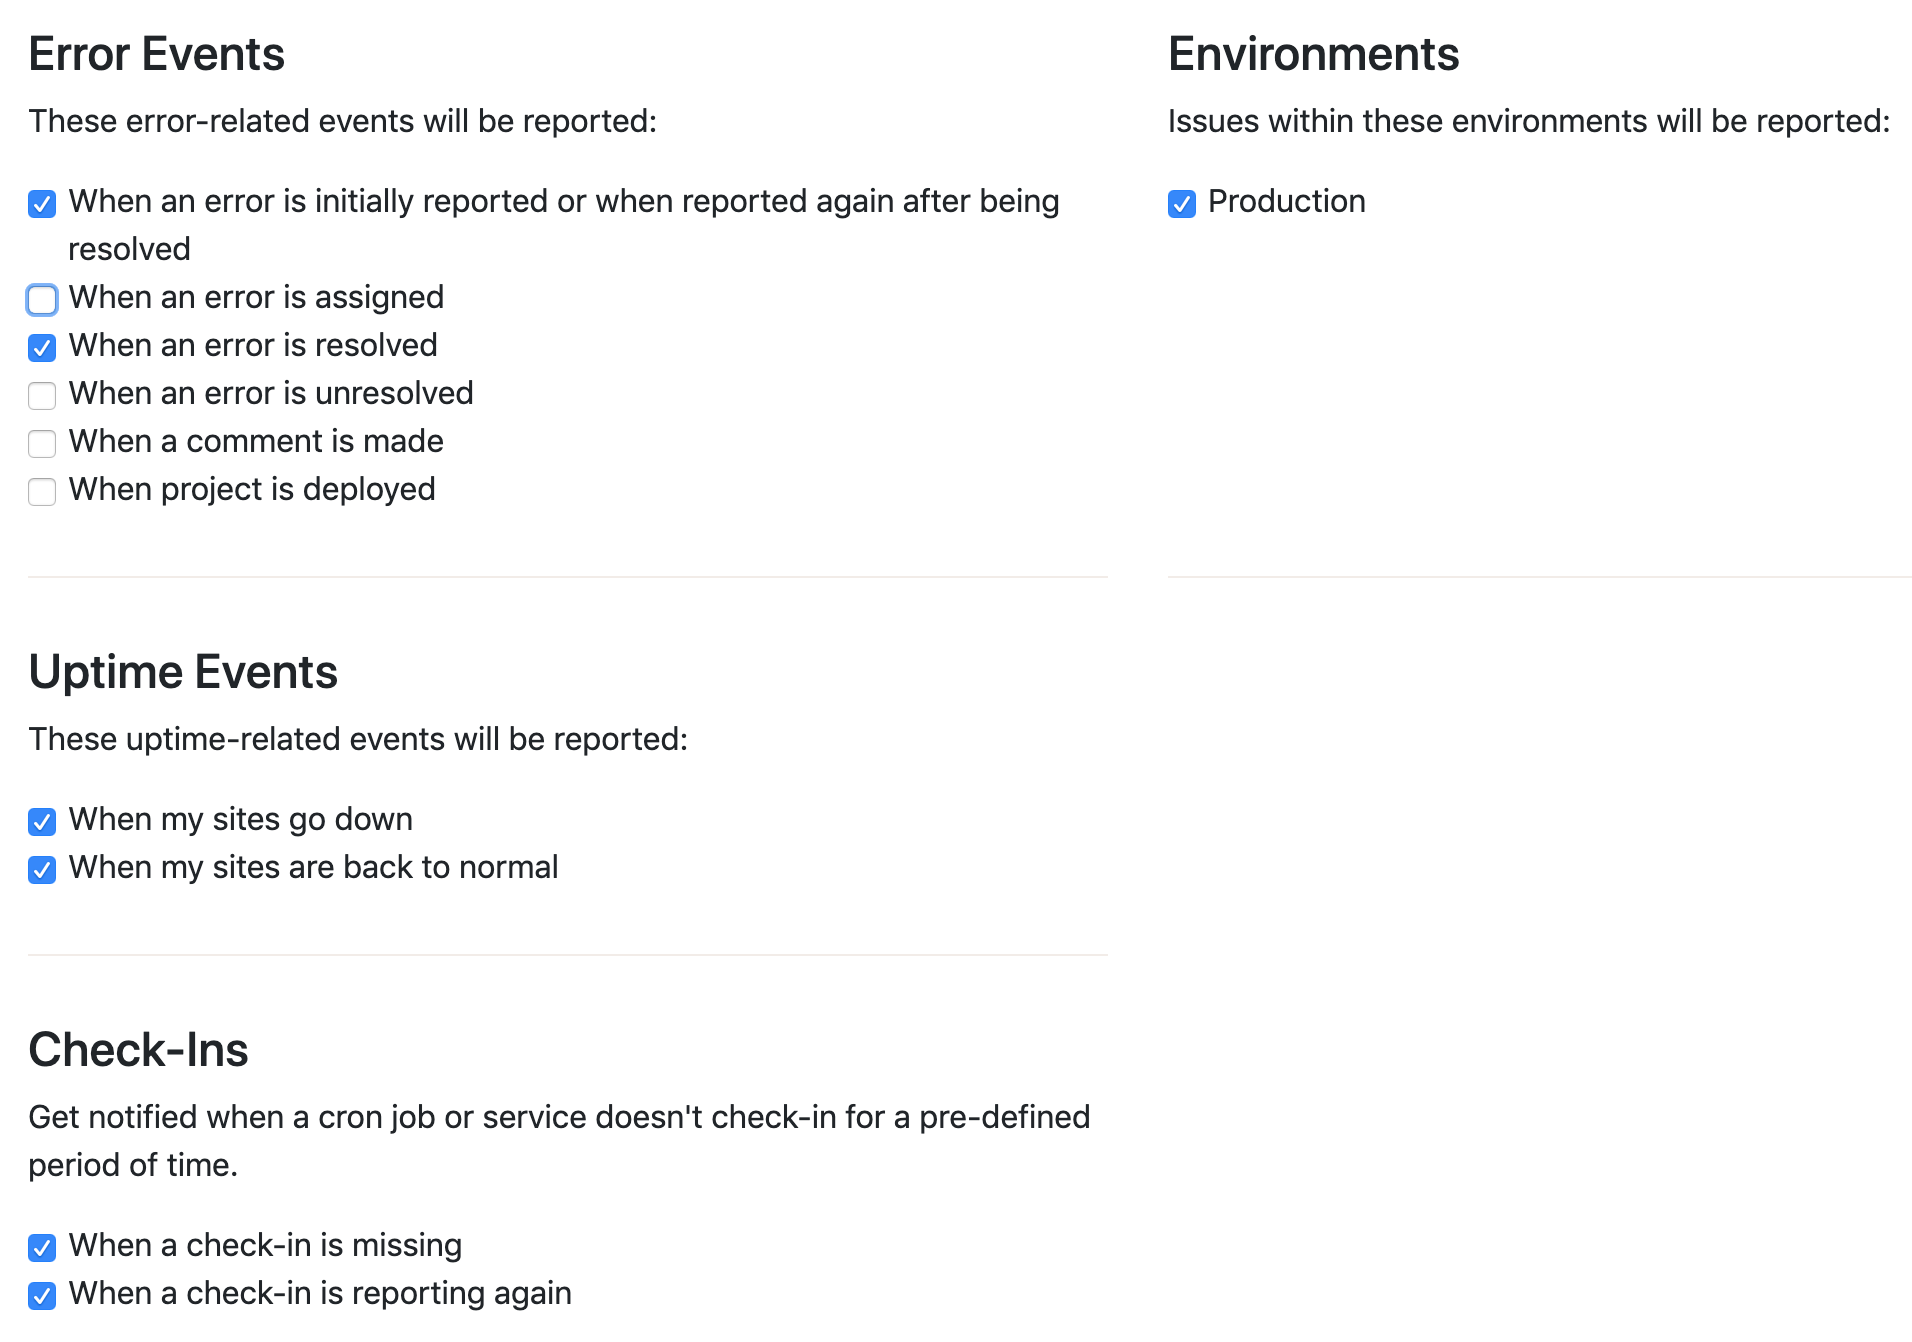 Error Events
These error-related events will be reported:
When an error is initially reported or when reported again after being
resolved
When an error is assigned
When an error is resolved
When an error is unresolved
When a comment is made
When project is deployed
Environments
Issues within these environments will be reported:
Production
Uptime Events
These uptime-related events will be reported:
When my sites go down
When my sites are back to normal
Check-Ins
Get notified when a cron job or service doesn't check-in for a pre-defined
period of time.
When a check-in is missing
When a check-in is reporting again